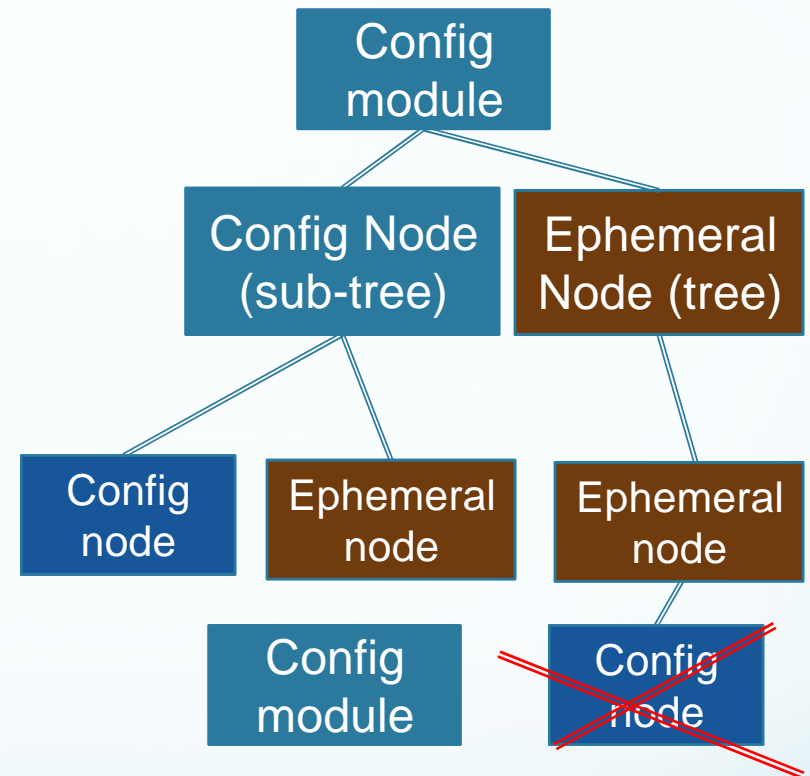 Config
module
Config Node
(sub-tree)
Ephemeral
Node (tree)
Config
node
Ephemeral
node
Ephemeral
node
Config
module
Config
node